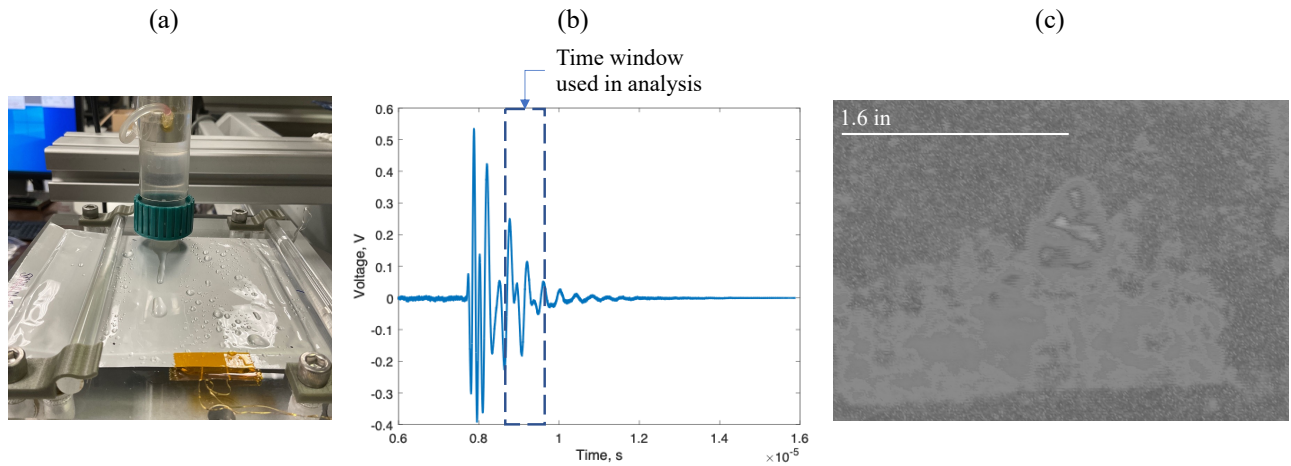 (a)
(b)
(c)
Time window
used in analysis
0.6
0.5
0.4
0.3
0.2
0.1
0
-0.1
-0.2
-0.3
-0.4
Voltage, V
0.6
0.8
1
1.2
1.4
1.6
×10⁻⁵
Time, s
1.6 in